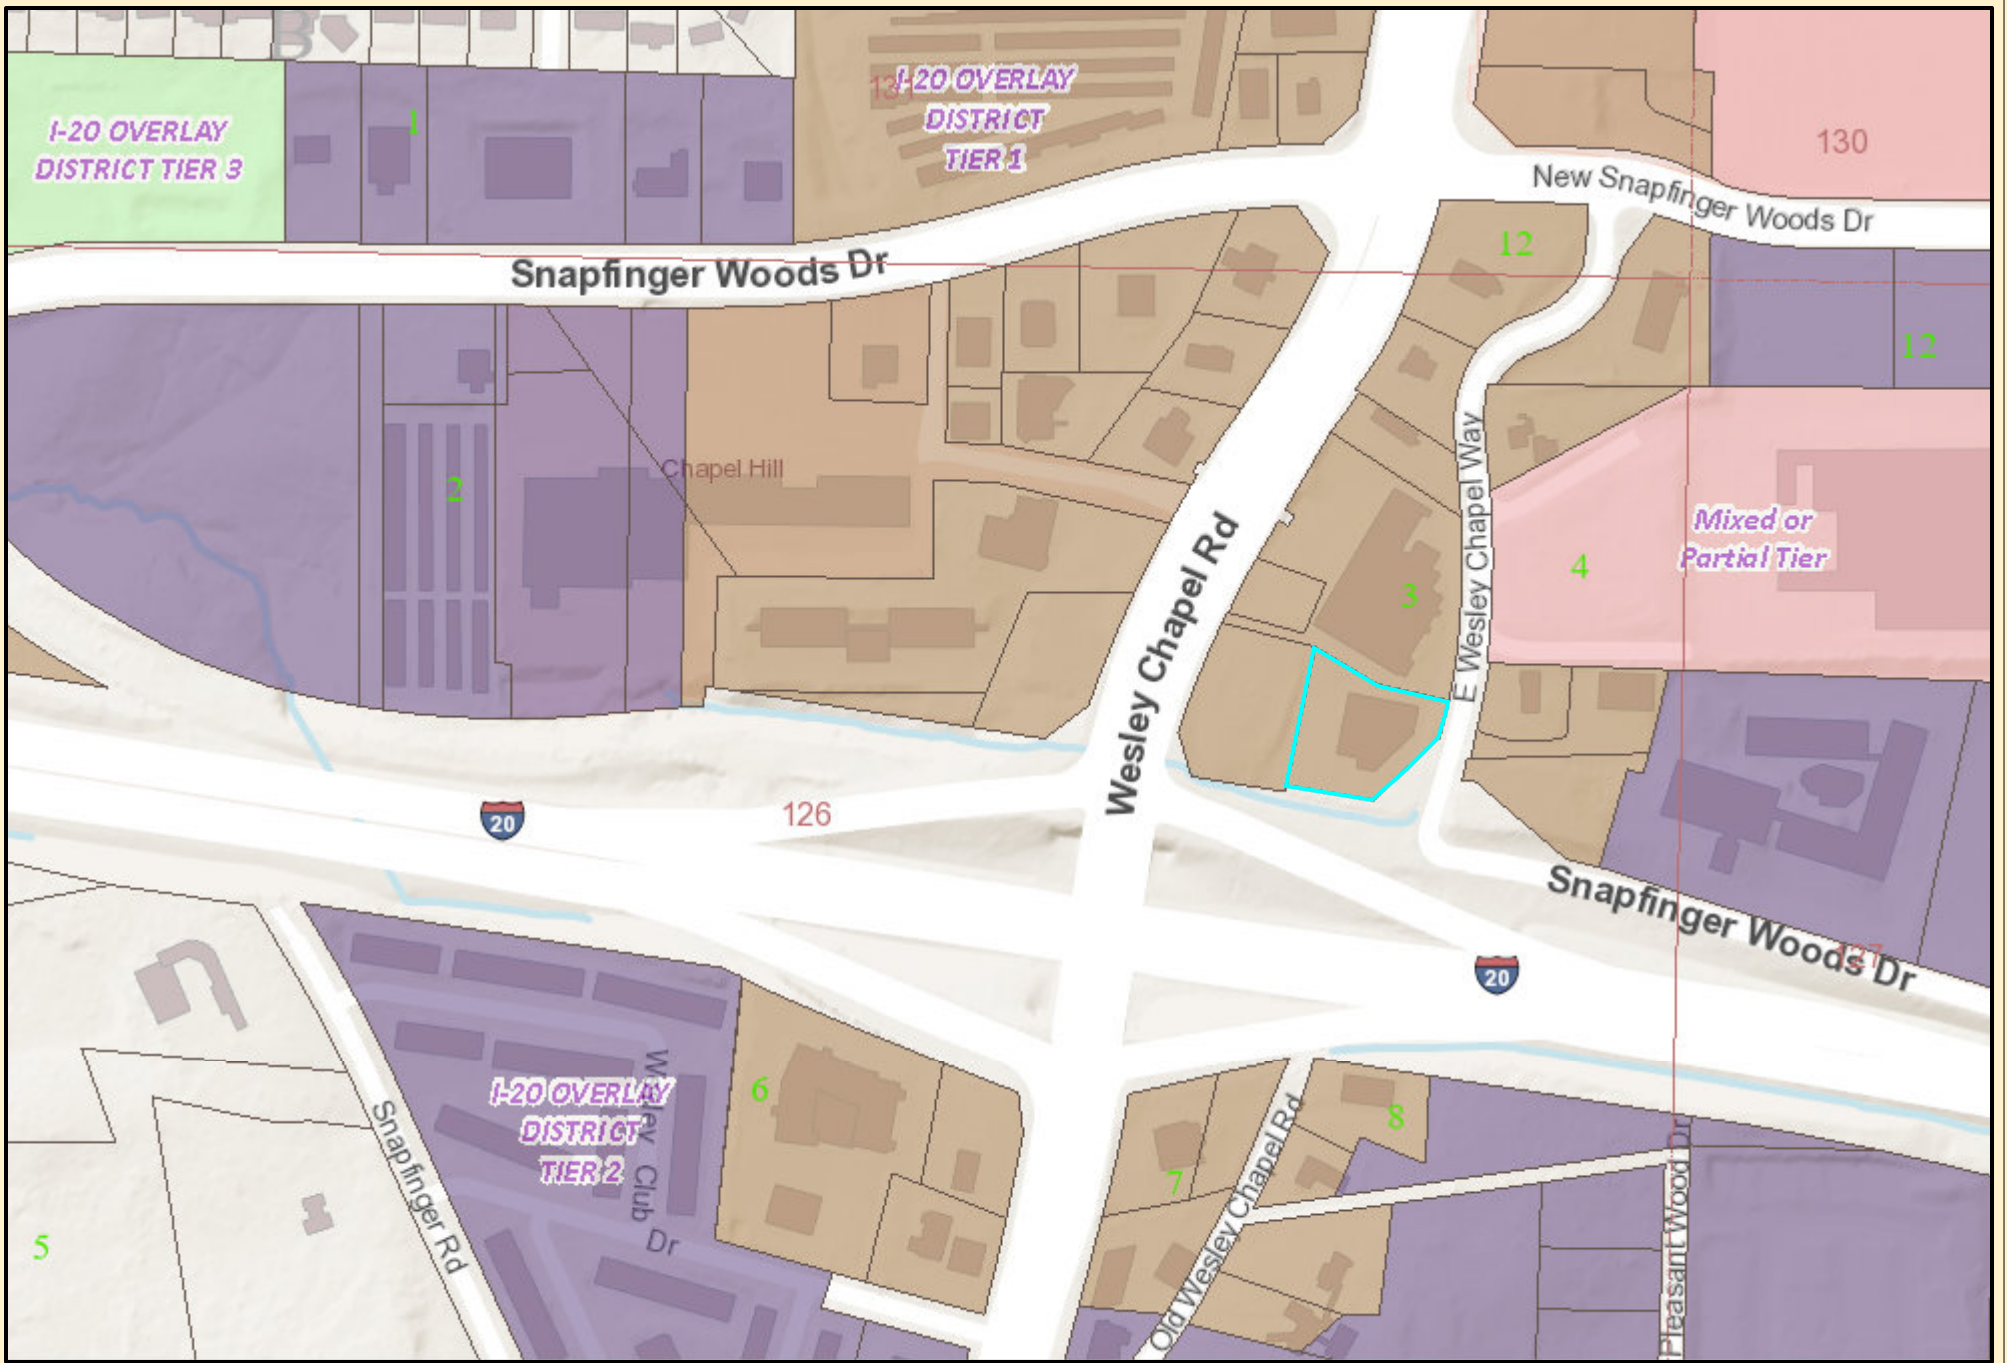 B
I-20 OVERLAY
DISTRICT TIER 3
1
131
I-20 OVERLAY
DISTRICT
TIER 1
130
New Snapfinger Woods Dr
Snapfinger Woods Dr
12
12
2
Chapel Hill
Wesley Chapel Rd
E Wesley Chapel Way
3
4
Mixed or
Partial Tier
20
126
Snapfinger Woods Dr
127
20
I-20 OVERLAY
DISTRICT
TIER 2
Wesley Club Dr
Snapfinger Rd
5
6
7
8
Old Wesley Chapel Rd
Pleasant Wood Dr